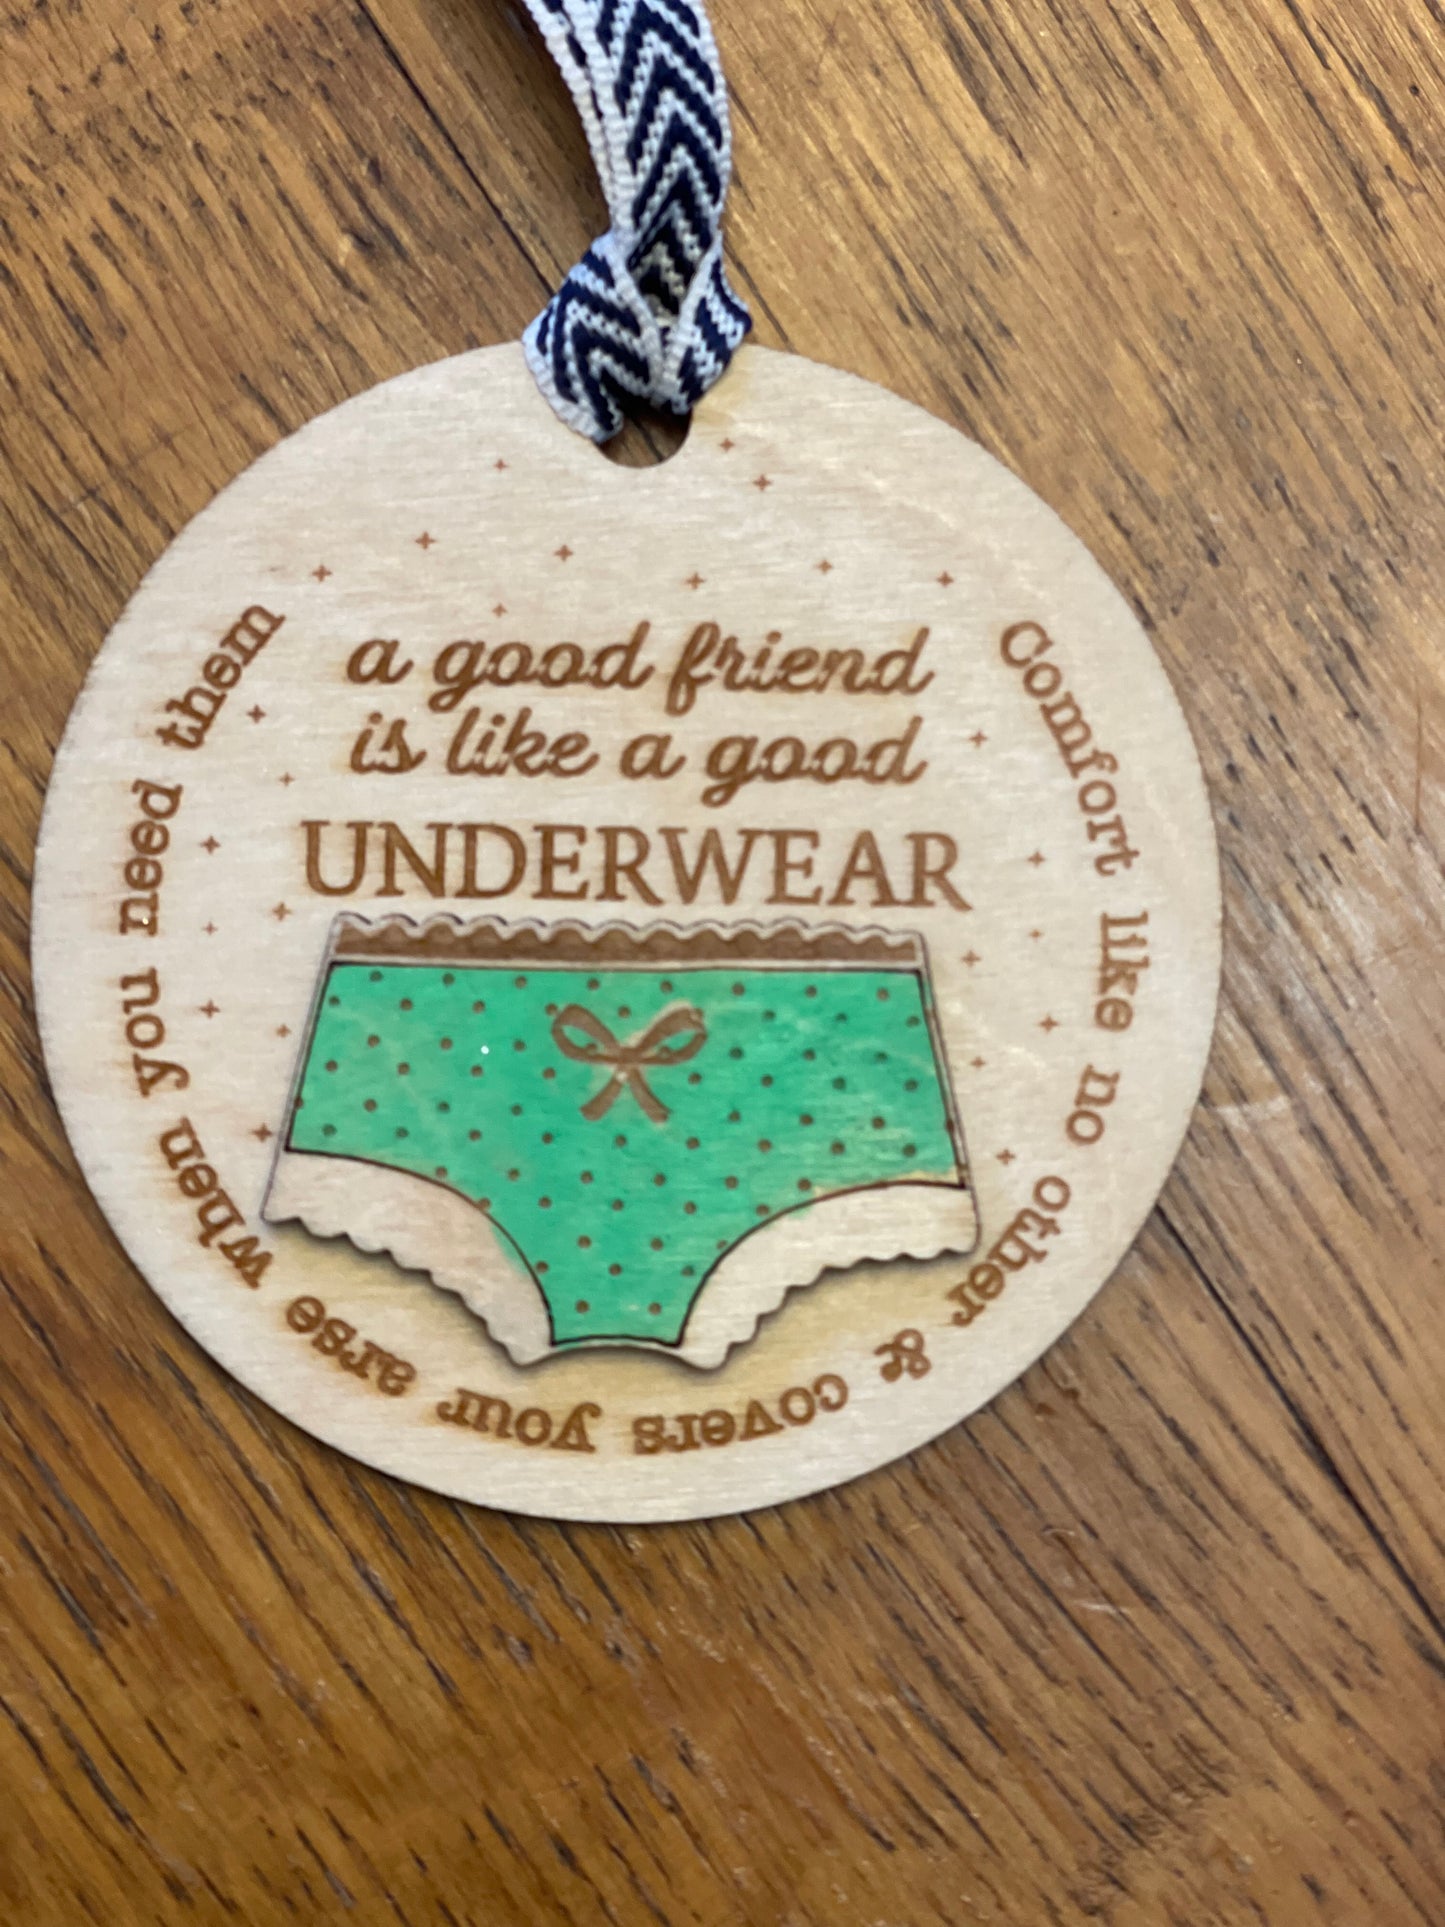 a good friend
is like a good
UNDERWEAR
Comfort like no other & covers your arse when you need them